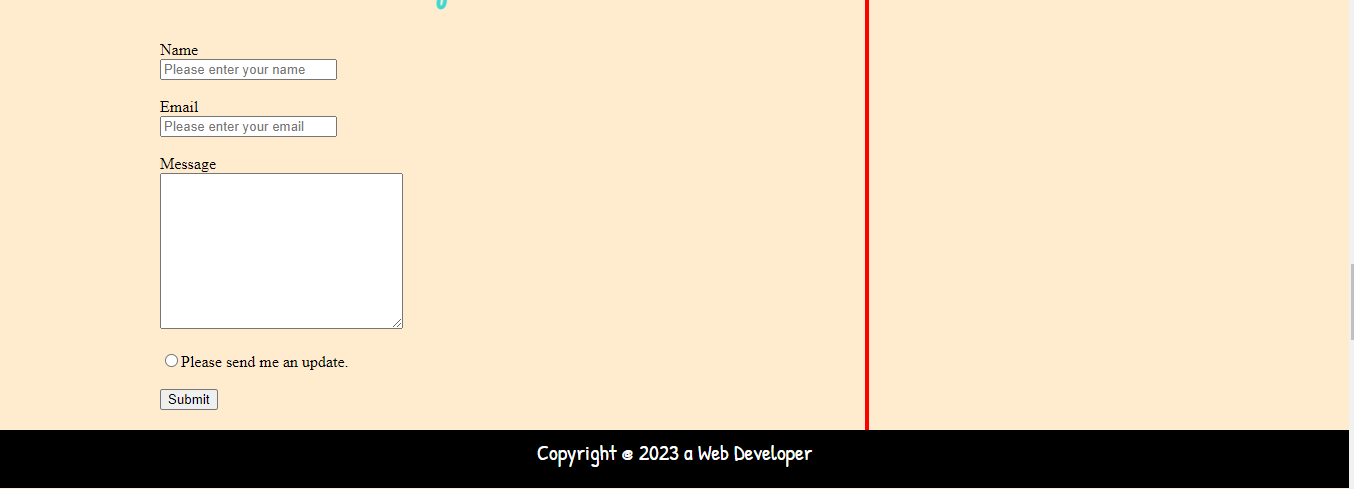 Name
Please enter your name
Email
Please enter your email
Message
Please send me an update.
Submit
Copyright @ 2023 a Web Developer